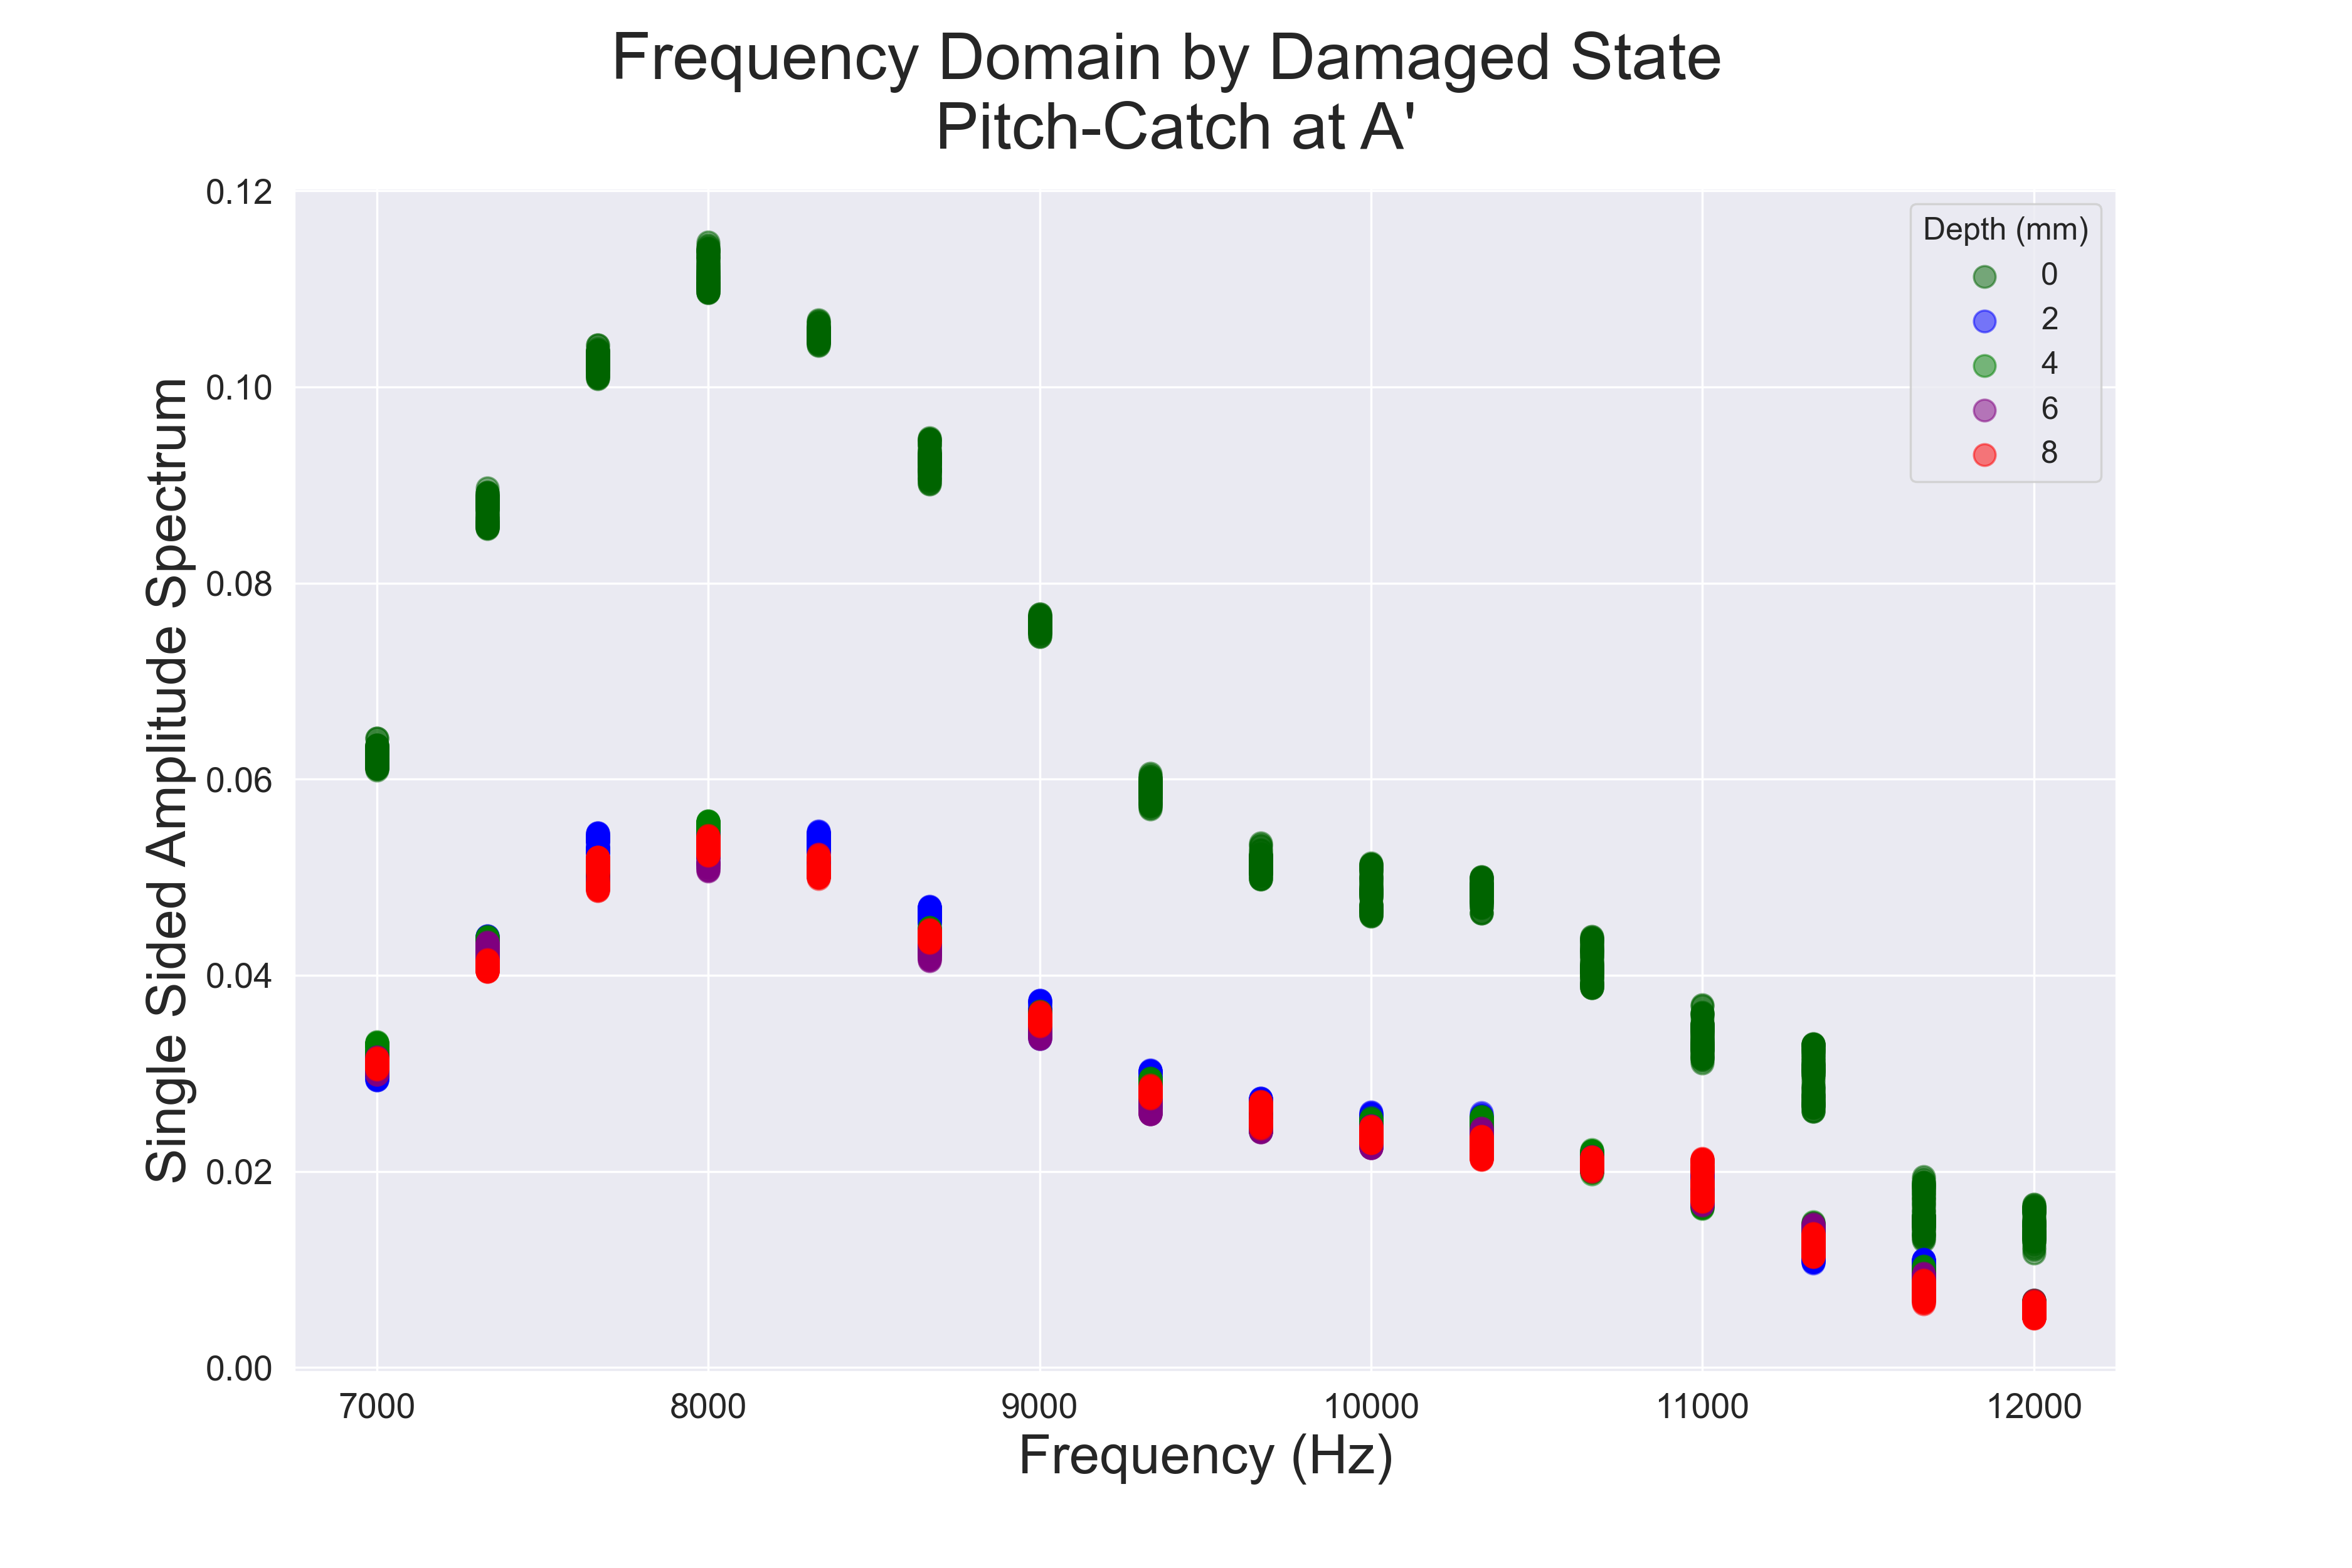 Frequency Domain by Damaged State
Pitch-Catch at A'
Single Sided Amplitude Spectrum
0.12
0.10
0.08
0.06
0.04
0.02
0.00
Depth (mm)
0
2
4
6
8
7000 8000 9000 10000 11000 12000
Frequency (Hz)